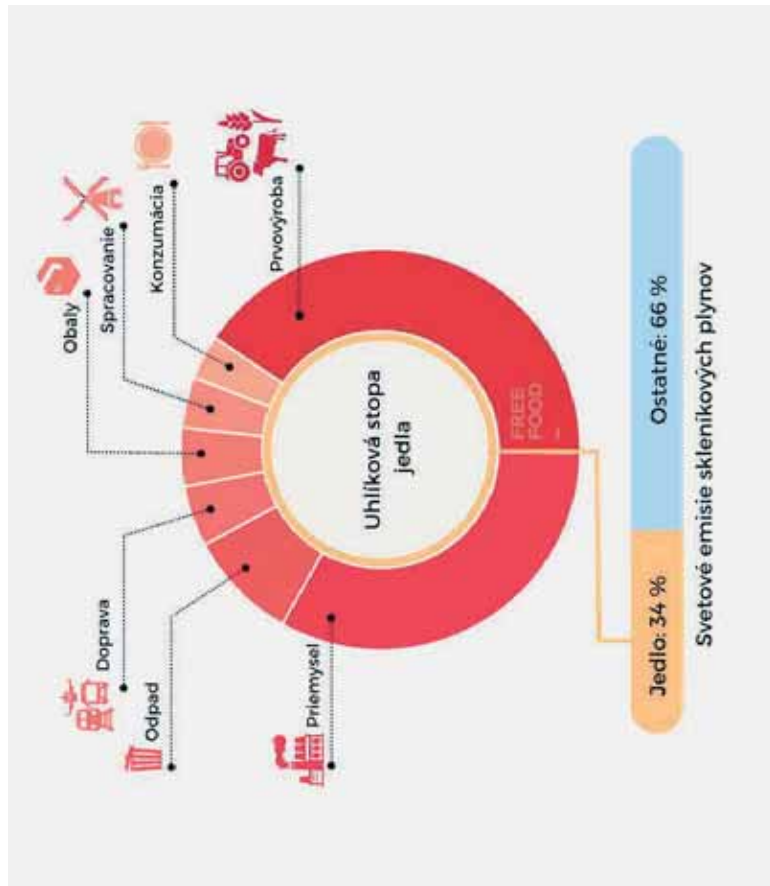 Obaly
Spracovanie
Konzumácia
Prvovýroba
Doprava
Odpad
Priemysel
Uhlíková stopa
jedla
FREE
FOOD
Jedlo: 34 %
Ostatné: 66 %
Svetové emisie skleníkových plynov